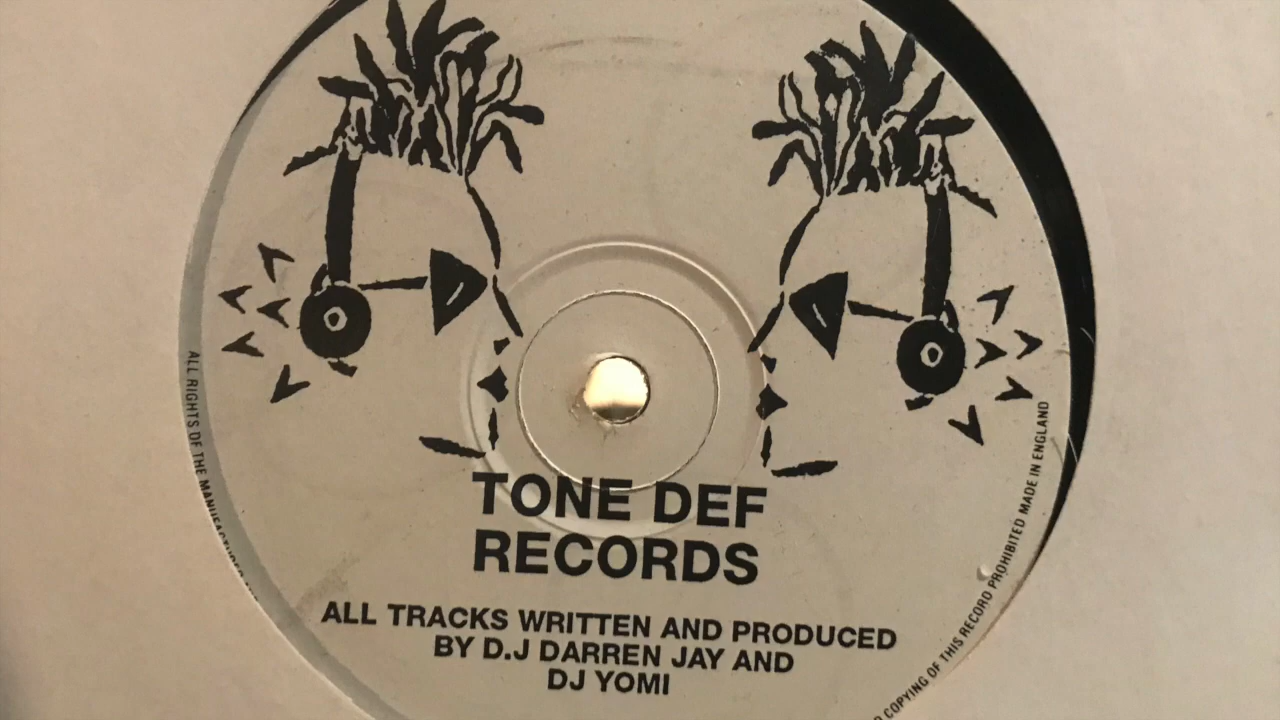 TONE DEF
RECORDS
ALL TRACKS WRITTEN AND PRODUCED
BY D.J DARREN JAY AND
DJ YOMI
ALL RIGHTS OF THE
COPYING OF THIS RECORD PROHIBITED MADE IN ENGLAND